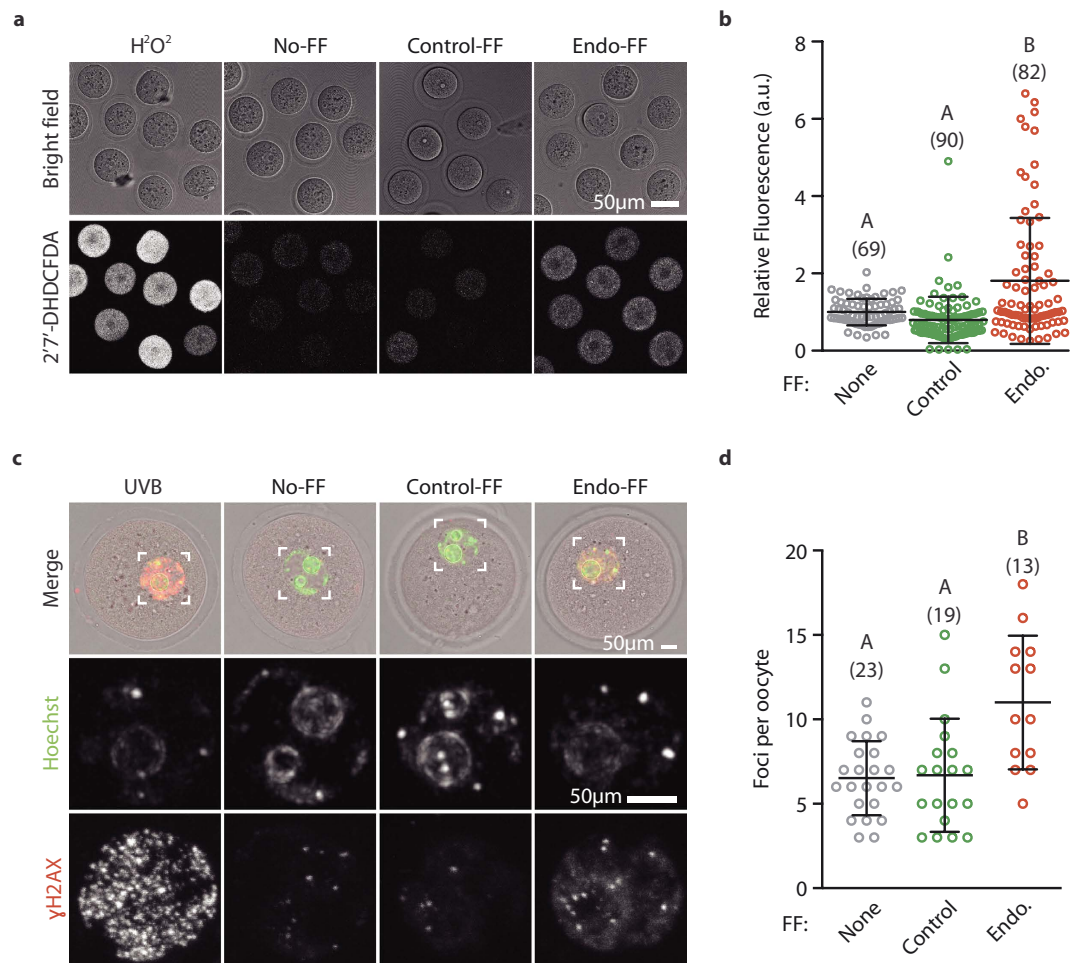 a
H²O²
No-FF
Control-FF
Endo-FF
Bright field
50µm
2'7'-DHDCFDA
b
Relative Fluorescence (a.u.)
8
6
4
2
0
A
(69)
A
(90)
B
(82)
FF:
None
Control
Endo.
c
UVB
No-FF
Control-FF
Endo-FF
Merge
50µm
Hoechst
50µm
ɣH2AX
d
Foci per oocyte
20
15
10
5
0
A
(23)
A
(19)
B
(13)
FF:
None
Control
Endo.